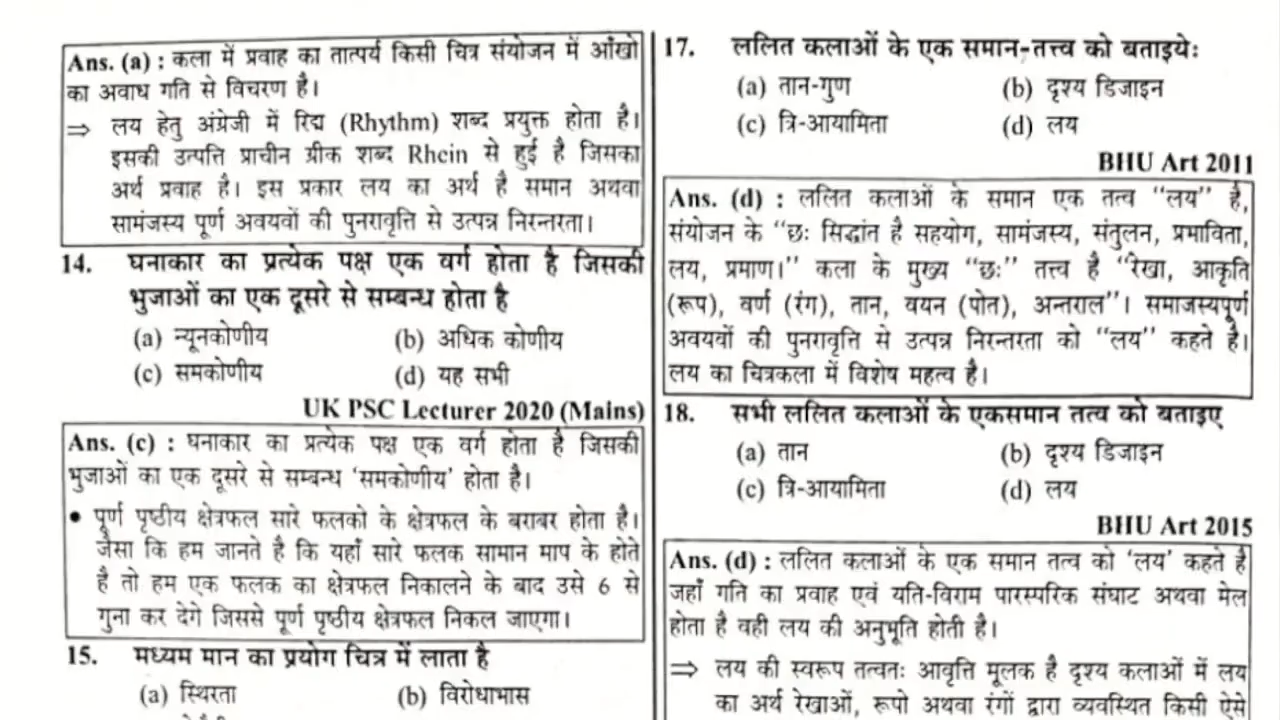 Ans. (a) : कला में प्रवाह का तात्पर्य किसी चित्र संयोजन में आँखो
का अवाध गति से विचरण है।
⇒ लय हेतु अंग्रेजी में रिद्म (Rhythm) शब्द प्रयुक्त होता है।
इसकी उत्पत्ति प्राचीन ग्रीक शब्द Rhein से हुई है जिसका
अर्थ प्रवाह है। इस प्रकार लय का अर्थ है समान अथवा
सामंजस्य पूर्ण अवयवों की पुनरावृत्ति से उत्पन्न निरन्तरता।
14. घनाकार का प्रत्येक पक्ष एक वर्ग होता है जिसकी
भुजाओं का एक दूसरे से सम्बन्ध होता है
(a) न्यूनकोणीय (b) अधिक कोणीय
(c) समकोणीय (d) यह सभी
UK PSC Lecturer 2020 (Mains)
Ans. (c) : घनाकार का प्रत्येक पक्ष एक वर्ग होता है जिसकी
भुजाओं का एक दूसरे से सम्बन्ध ‘समकोणीय’ होता है।
• पूर्ण पृष्ठीय क्षेत्रफल सारे फलको के क्षेत्रफल के बराबर होता है।
जैसा कि हम जानते है कि यहाँ सारे फलक सामान माप के होते
है तो हम एक फलक का क्षेत्रफल निकालने के बाद उसे 6 से
गुना कर देगे जिससे पूर्ण पृष्ठीय क्षेत्रफल निकल जाएगा।
15. मध्यम मान का प्रयोग चित्र में लाता है
(a) स्थिरता (b) विरोधाभास
17. ललित कलाओं के एक समान-तत्त्व को बताइये:
(a) तान-गुण (b) दृश्य डिजाइन
(c) त्रि-आयामिता (d) लय
BHU Art 2011
Ans. (d) : ललित कलाओं के समान एक तत्व “लय” है,
संयोजन के “छः सिद्धांत है सहयोग, सामंजस्य, संतुलन, प्रभाविता,
लय, प्रमाण।” कला के मुख्य “छः” तत्त्व है “रेखा, आकृति
(रूप), वर्ण (रंग), तान, वयन (पोत), अन्तराल”। समाजस्यपूर्ण
अवयवों की पुनरावृत्ति से उत्पन्न निरन्तरता को “लय” कहते है।
लय का चित्रकला में विशेष महत्व है।
18. सभी ललित कलाओं के एकसमान तत्व को बताइए
(a) तान (b) दृश्य डिजाइन
(c) त्रि-आयामिता (d) लय
BHU Art 2015
Ans. (d) : ललित कलाओं के एक समान तत्व को ‘लय’ कहते है
जहाँ गति का प्रवाह एवं यति-विराम पारस्परिक संघाट अथवा मेल
होता है वही लय की अनुभूति होती है।
⇒ लय की स्वरूप तत्वतः आवृत्ति मूलक है दृश्य कलाओं में लय
का अर्थ रेखाओं, रूपो अथवा रंगों द्वारा व्यवस्थित किसी ऐसे